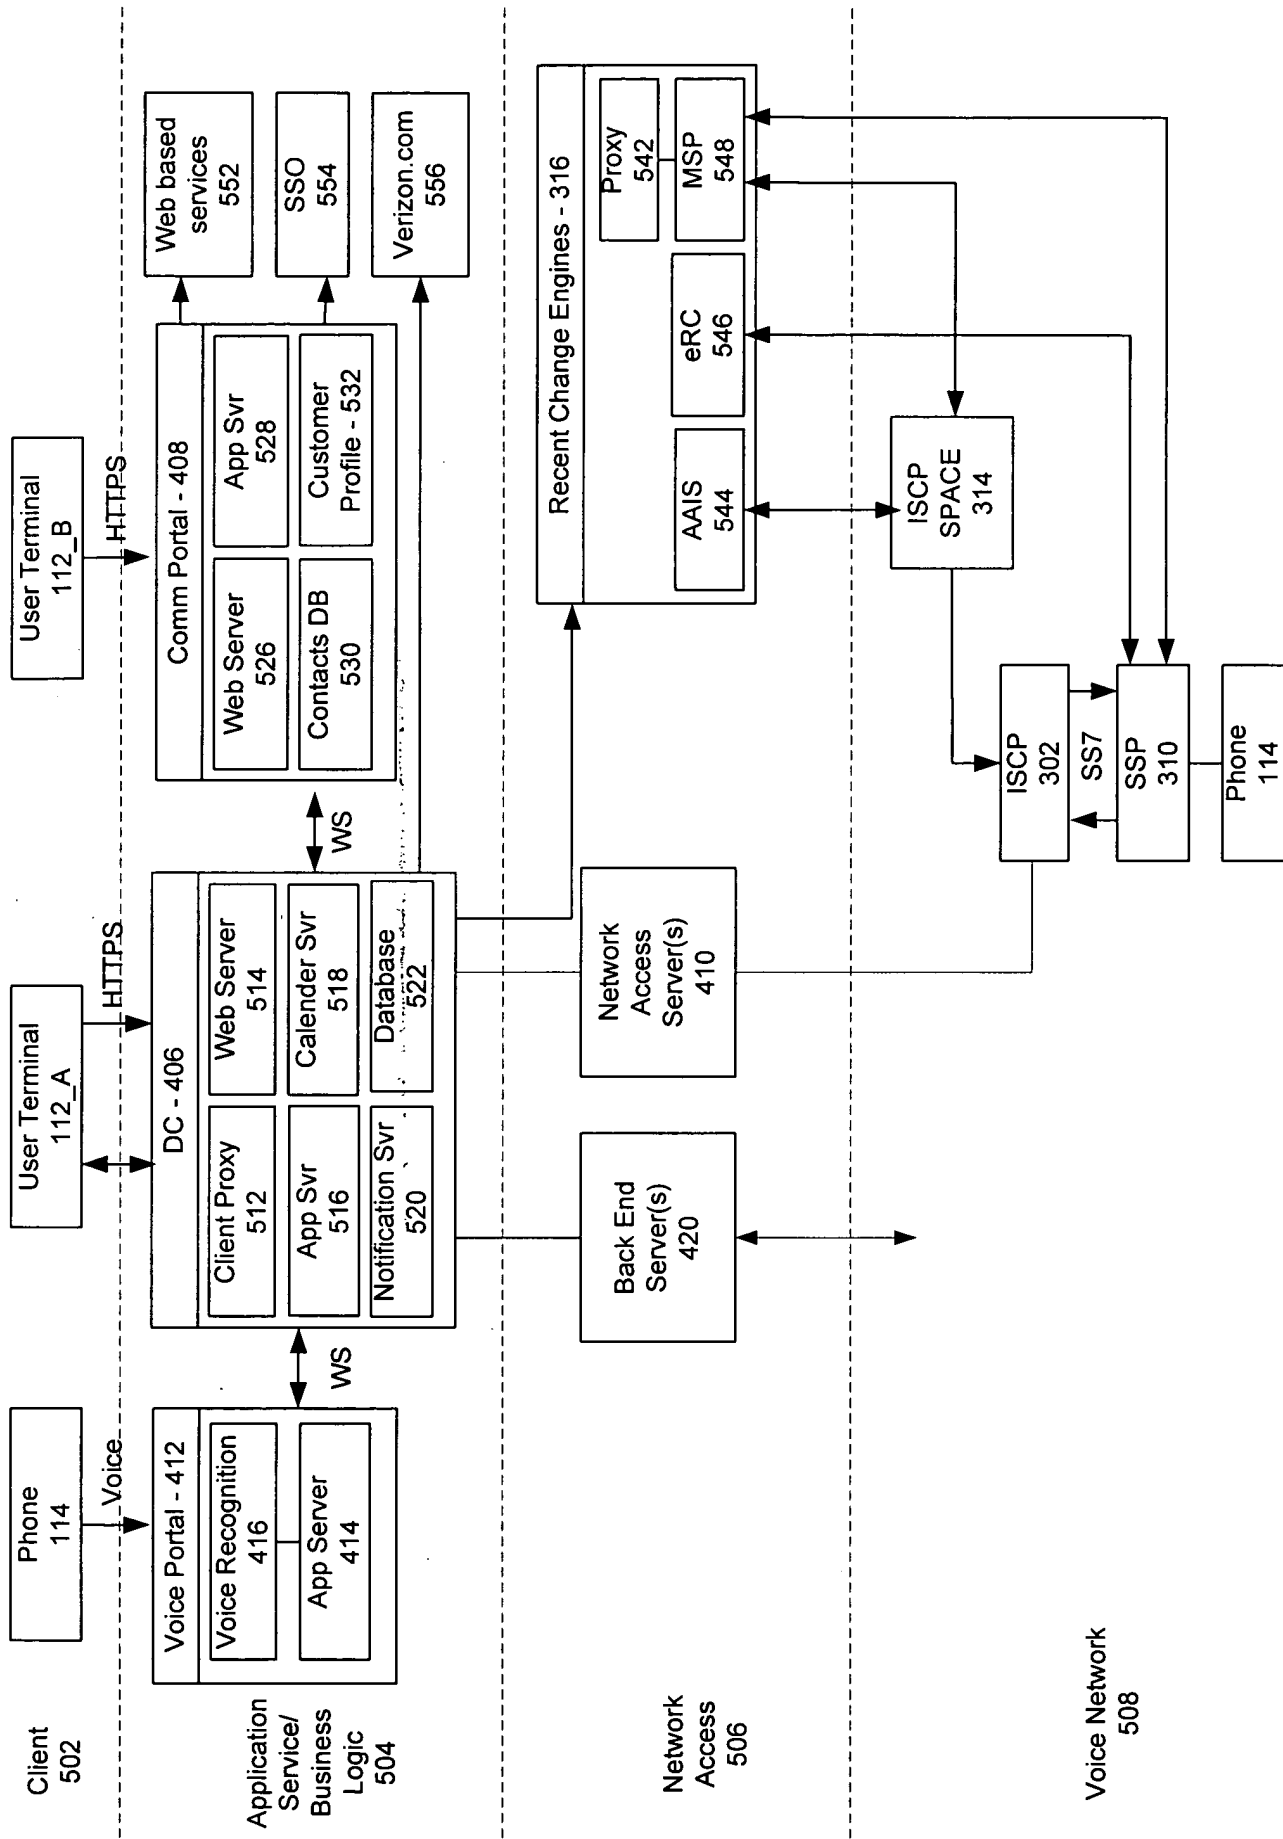 Client
502
Phone
114
User Terminal
112_A
User Terminal
112_B
Voice
HTTPS
HTTPS
Application
Service/
Business
Logic
504
Voice Portal - 412
Voice Recognition
416
App Server
414
WS
DC - 406
Client Proxy
512
Web Server
514
App Svr
516
Calender Svr
518
Notification Svr
520
Database
522
WS
Comm Portal - 408
Web Server
526
App Svr
528
Contacts DB
530
Customer
Profile - 532
Web based
services
552
SSO
554
Verizon.com
556
Network
Access
506
Back End
Server(s)
420
Network
Access
Server(s)
410
Recent Change Engines - 316
Proxy
542
AAIS
544
eRC
546
MSP
548
Voice Network
508
ISCP
SPACE
314
ISCP
302
SS7
SSP
310
Phone
114